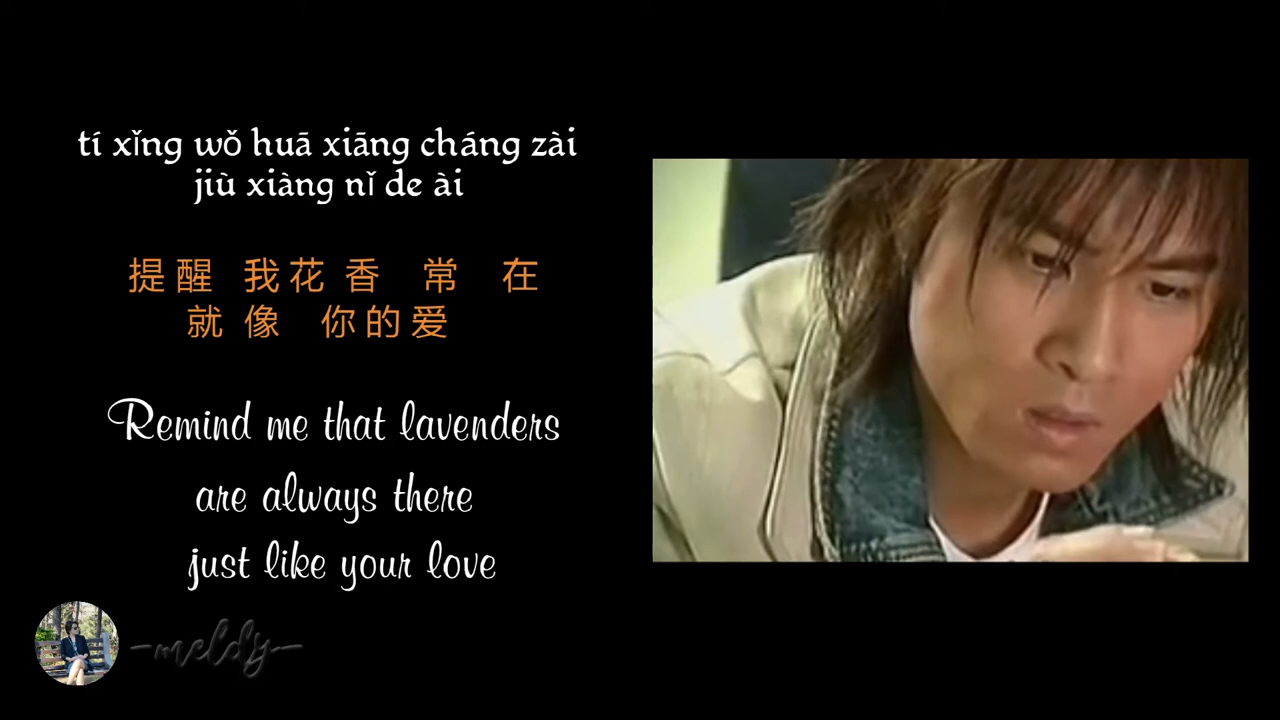 tí xǐng wǒ huā xiāng cháng zài
jiù xiàng nǐ de ài
提醒 我花香 常 在
就像 你的爱
Remind me that lavenders
are always there
just like your love
-meldy-